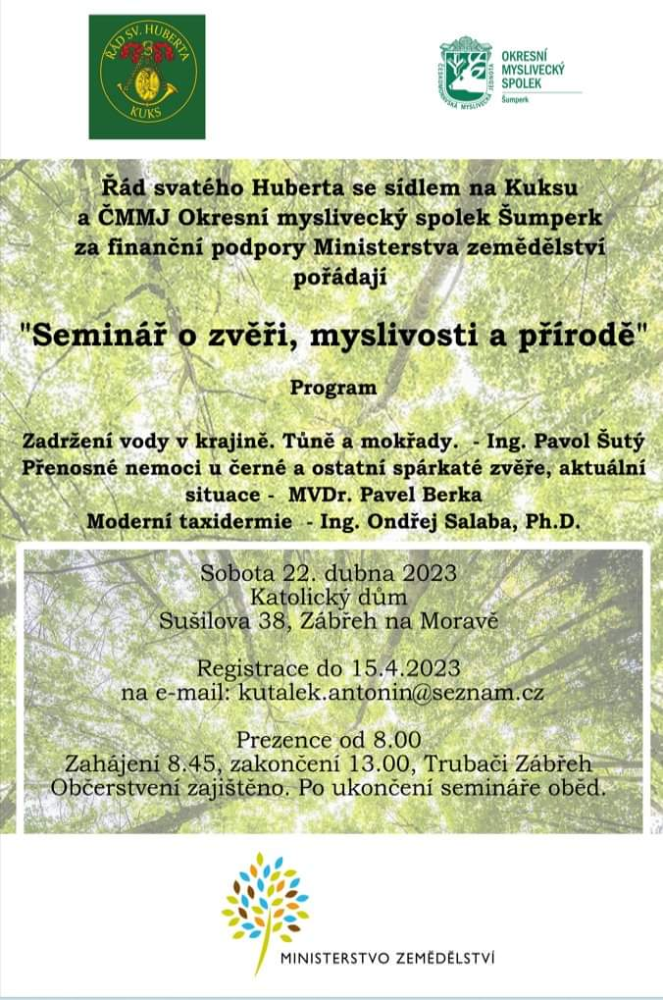 ŘÁD SV. HUBERTA
KUKS
ČESKOMORAVSKÁ MYSLIVECKÁ JEDNOTA
OKRESNÍ
MYSLIVECKÝ
SPOLEK
Šumperk
Řád svatého Huberta se sídlem na Kuksu
a ČMMJ Okresní myslivecký spolek Šumperk
za finanční podpory Ministerstva zemědělství
pořádají
"Seminář o zvěři, myslivosti a přírodě"
Program
Zadržení vody v krajině. Tůně a mokřady.  - Ing. Pavol Šutý
Přenosné nemoci u černé a ostatní spárkaté zvěře, aktuální
situace -  MVDr. Pavel Berka
Moderní taxidermie  - Ing. Ondřej Salaba, Ph.D.
Sobota 22. dubna 2023
Katolický dům
Sušilova 38, Zábřeh na Moravě
Registrace do 15.4.2023
na e-mail: kutalek.antonin@seznam.cz
Prezence od 8.00
Zahájení 8.45, zakončení 13.00, Trubači Zábřeh
Občerstvení zajištěno. Po ukončení semináře oběd.
MINISTERSTVO ZEMĚDĚLSTVÍ